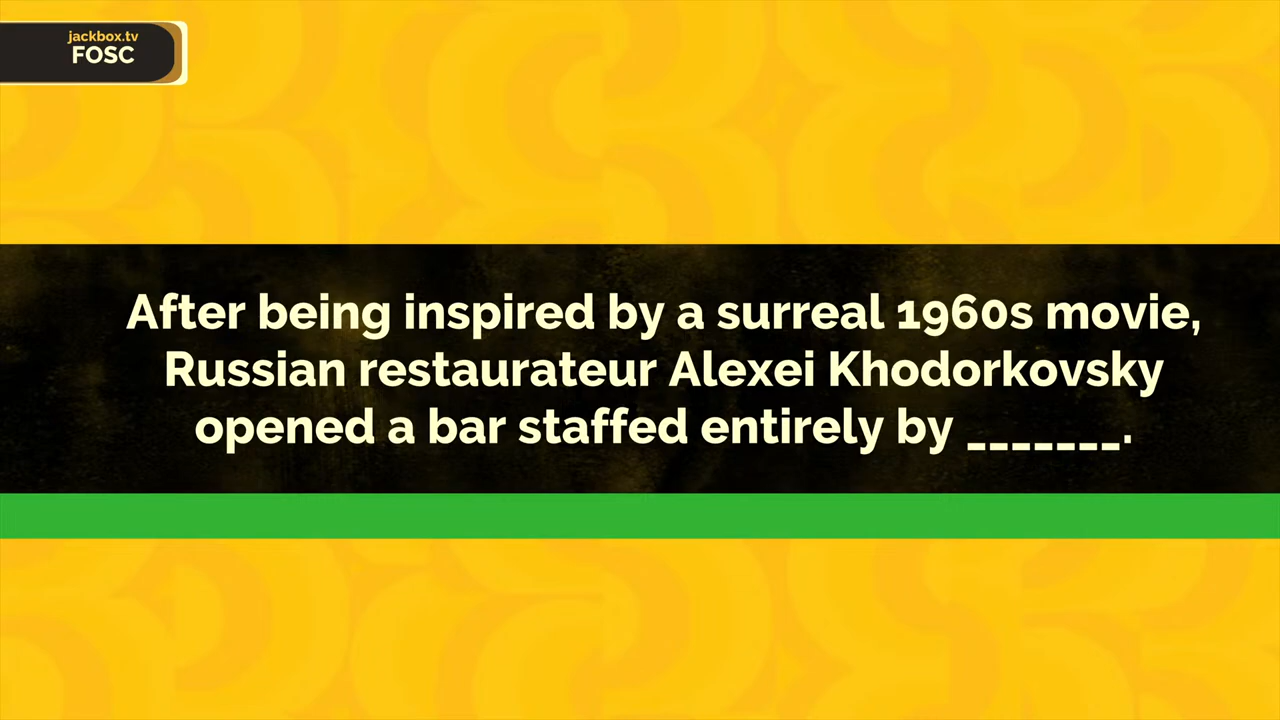 jackbox.tv
FOSC
After being inspired by a surreal 1960s movie,
Russian restaurateur Alexei Khodorkovsky
opened a bar staffed entirely by _______.